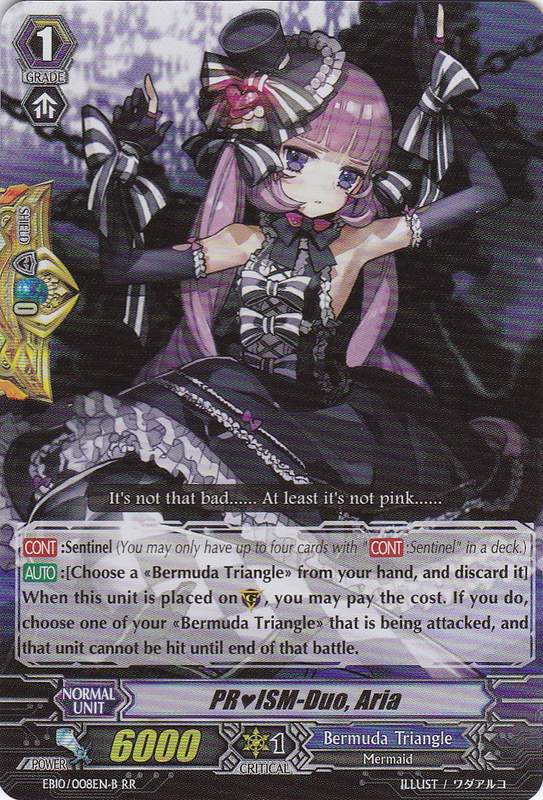 1
GRADE
SHIELD
0
It's not that bad...... At least it's not pink......
CONT :Sentinel (You may only have up to four cards with "CONT :Sentinel" in a deck.)
AUTO :[Choose a «Bermuda Triangle» from your hand, and discard it]
When this unit is placed on , you may pay the cost. If you do,
choose one of your «Bermuda Triangle» that is being attacked, and
that unit cannot be hit until end of that battle.
NORMAL
UNIT
PR♥ISM-Duo, Aria
POWER
6000
1
CRITICAL
Bermuda Triangle
Mermaid
EB10/008EN-B RR
ILLUST / ワダアルコ